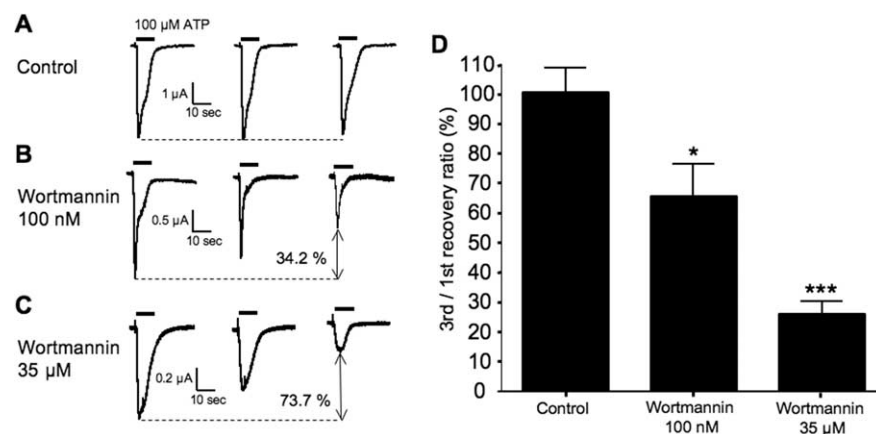 A
100 µM ATP
Control
1 µA
10 sec
B
Wortmannin
100 nM
0.5 µA
10 sec
34.2 %
C
Wortmannin
35 µM
0.2 µA
10 sec
73.7 %
D
3rd / 1st recovery ratio (%)
110
100
90
80
70
60
50
40
30
20
10
0
*
***
Control
Wortmannin
100 nM
Wortmannin
35 µM